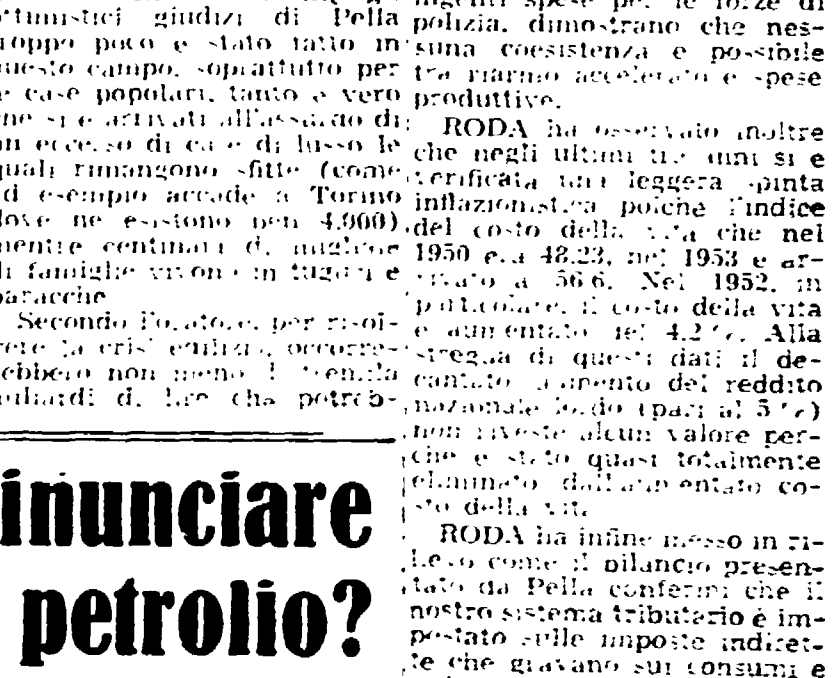 giudizi di Pella
troppo poco è stato fatto in
questo campo, soprattutto per
e case popolari, tanto è vero
che si è arrivati all'assurdo di
un eccesso di case di lusso le
quali rimangono sfitte (come
ad esempio accade a Torino
dove ne esistono ben 4.000)
mentre centinaia di migliaia
di famiglie vivono in tuguri e
baracche
Secondo l'oratore, per risol-
vere la crisi edilizia, occorre-
rebbero non meno di tremila
miliardi di lire che potreb-
inunciare
petrolio?
ingenti spese per le forze di
polizia, dimostrano che nes-
suna coesistenza è possibile
tra riarmo accelerato e spese
produttive.
RODA ha osservato inoltre
che negli ultimi tre anni si è
verificata una leggera spinta
inflazionistica poichè l'indice
del costo della vita che nel
1950 era 48.23, nel 1953 è ar-
rivato a 56.6. Nel 1952, in
particolare, il costo della vita
è aumentato del 4.2%. Alla
stregua di questi dati il de-
cantato aumento del reddito
nazionale lordo (pari al 5%)
non riveste alcun valore per-
chè è stato quasi totalmente
eliminato dall'aumentato co-
sto della vita
RODA ha infine messo in ri-
lievo come il bilancio presen-
tato da Pella confermi che il
nostro sistema tributario è im-
postato sulle imposte indiret-
te che gravano sui consumi e